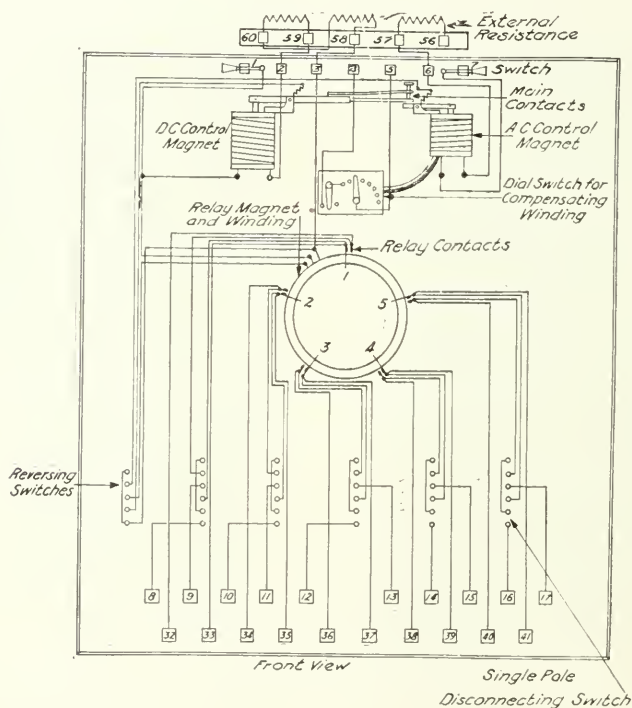 60 59 58 57 56
External
Resistance
1 2 3 4 5 6 7
Switch
Main
Contacts
DC Control
Magnet
AC Control
Magnet
Dial Switch for
Compensating
Winding
Relay Magnet
and Winding
Relay Contacts
1
2 5
3 4
Reversing
Switches
8 9 10 11 12 13 14 15 16 17
32 33 34 35 36 37 38 39 40 41
Front View
Single Pole
Disconnecting Switch